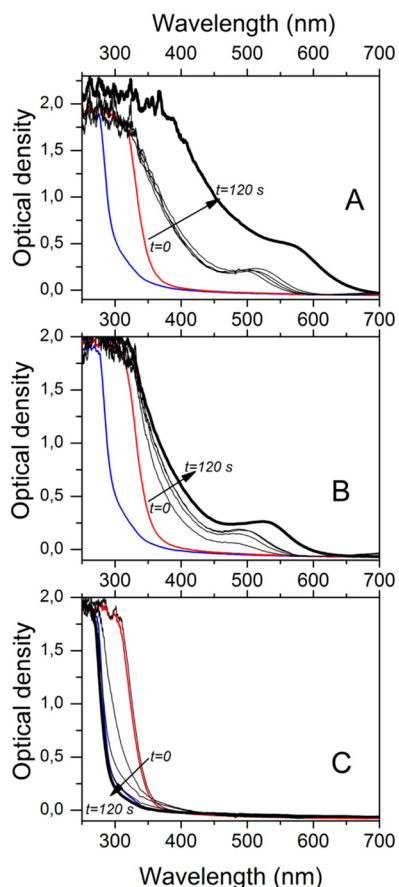 Wavelength (nm)
300 400 500 600 700
2,0
1,5
1,0
0,5
0,0
Optical density
t=120 s
t=0
A
2,0
1,5
1,0
0,5
0,0
Optical density
t=120 s
t=0
B
300 400 500 600 700
2,0
1,5
1,0
0,5
0,0
Optical density
t=0
t=120 s
C
300 400 500 600 700
Wavelength (nm)